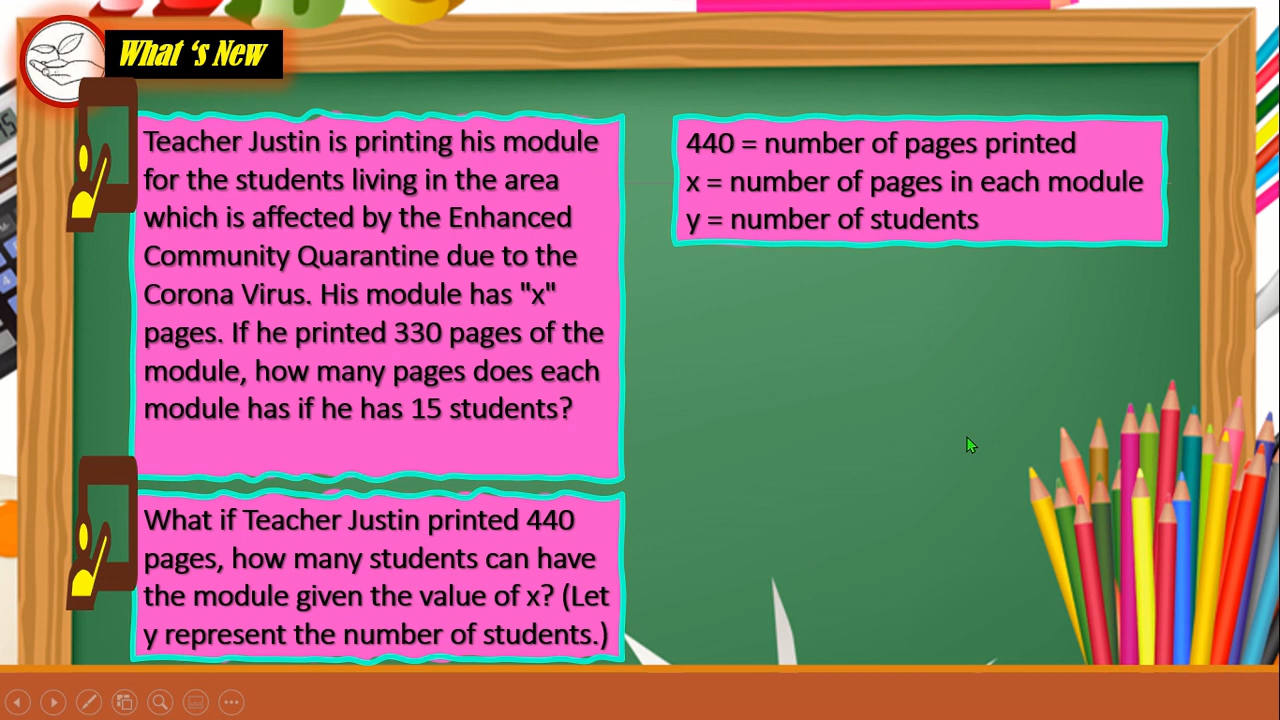 What ‘s New
Teacher Justin is printing his module
for the students living in the area
which is affected by the Enhanced
Community Quarantine due to the
Corona Virus. His module has "x"
pages. If he printed 330 pages of the
module, how many pages does each
module has if he has 15 students?
What if Teacher Justin printed 440
pages, how many students can have
the module given the value of x? (Let
y represent the number of students.)
440 = number of pages printed
x = number of pages in each module
y = number of students